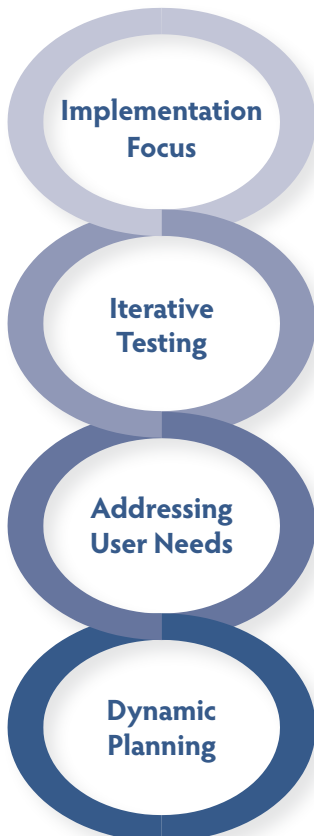 Implementation
Focus
Iterative
Testing
Addressing
User Needs
Dynamic
Planning